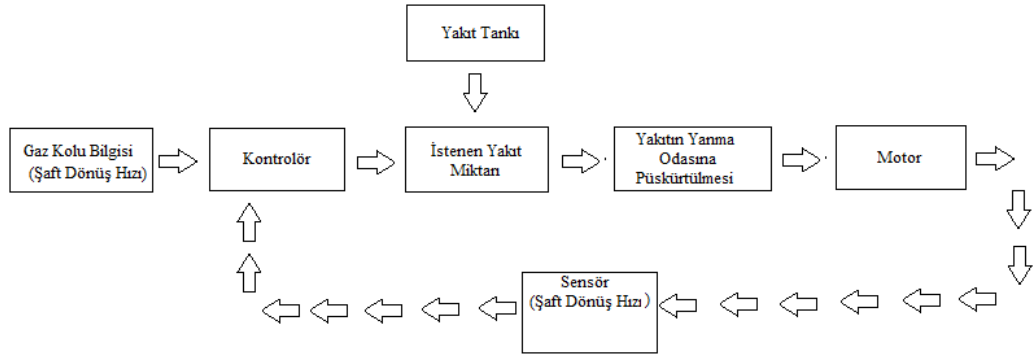 Yakıt Tankı
Gaz Kolu Bilgisi
(Şaft Dönüş Hızı)
Kontrolör
İstenen Yakıt
Miktarı
Yakıtın Yanma
Odasına
Püskürtülmesi
Motor
Sensör
(Şaft Dönüş Hızı)